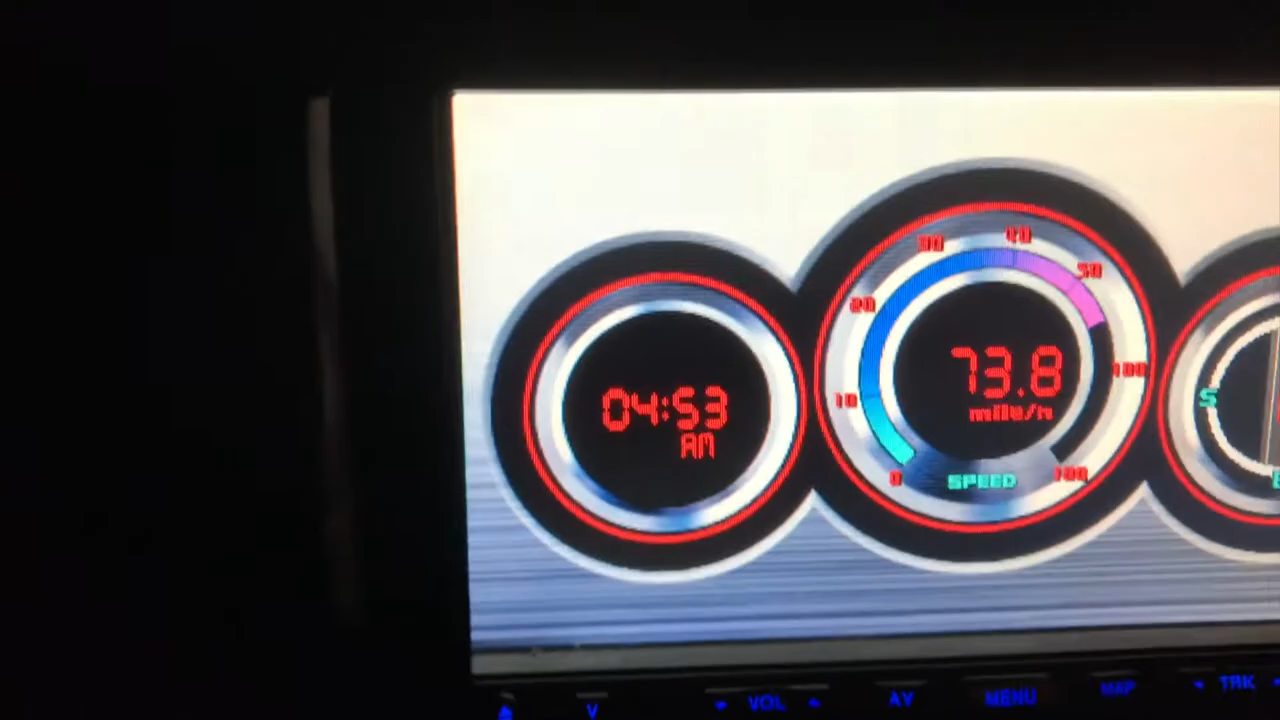 04:53
AM
0
10
20
30
40
50
100
180
73.8
mile/h
SPEED
S
E
V
VOL
AV
MENU
MAP
TRK